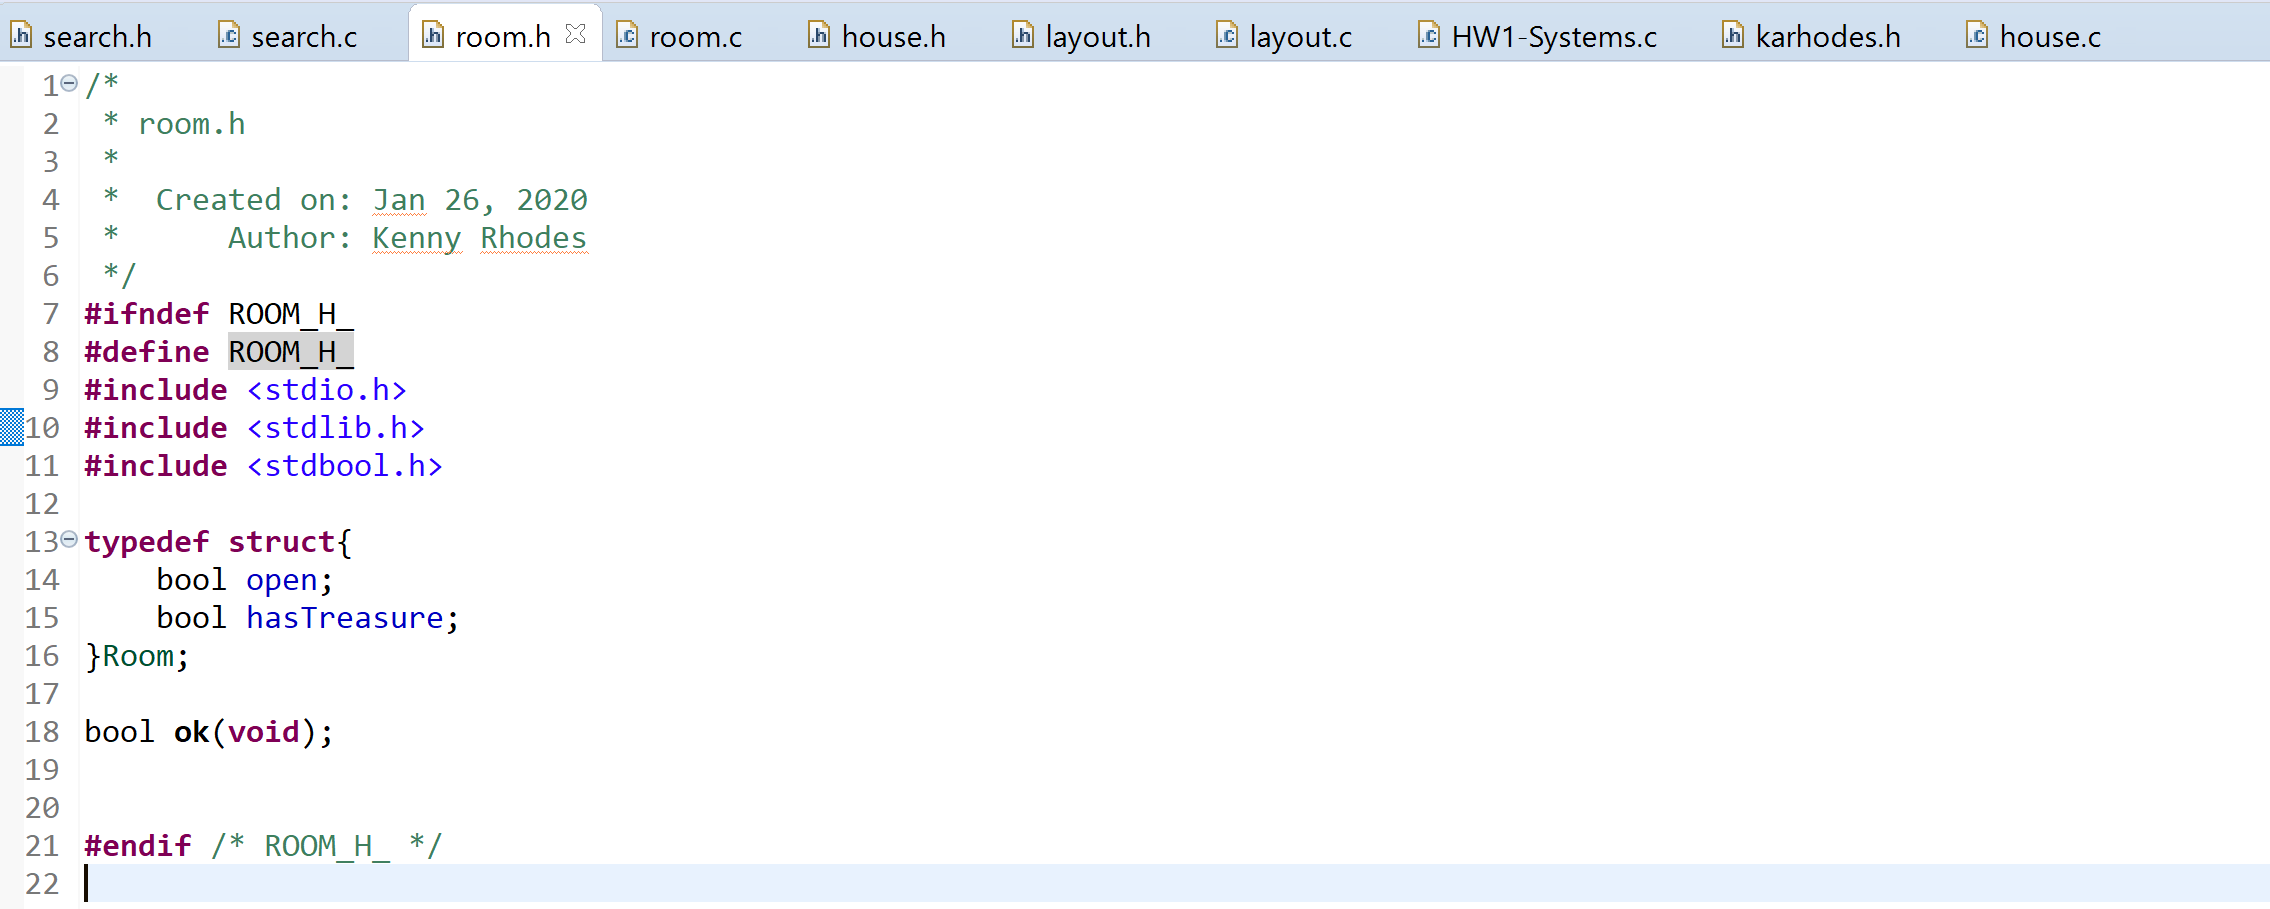 search.h search.c room.h room.c house.h layout.h layout.c HW1-Systems.c karhodes.h house.c
1 /*
2  * room.h
3  *
4  *  Created on: Jan 26, 2020
5  *      Author: Kenny Rhodes
6  */
7 #ifndef ROOM_H_
8 #define ROOM_H_
9 #include <stdio.h>
10 #include <stdlib.h>
11 #include <stdbool.h>
12
13 typedef struct{
14     bool open;
15     bool hasTreasure;
16 }Room;
17
18 bool ok(void);
19
20
21 #endif /* ROOM_H_ */
22